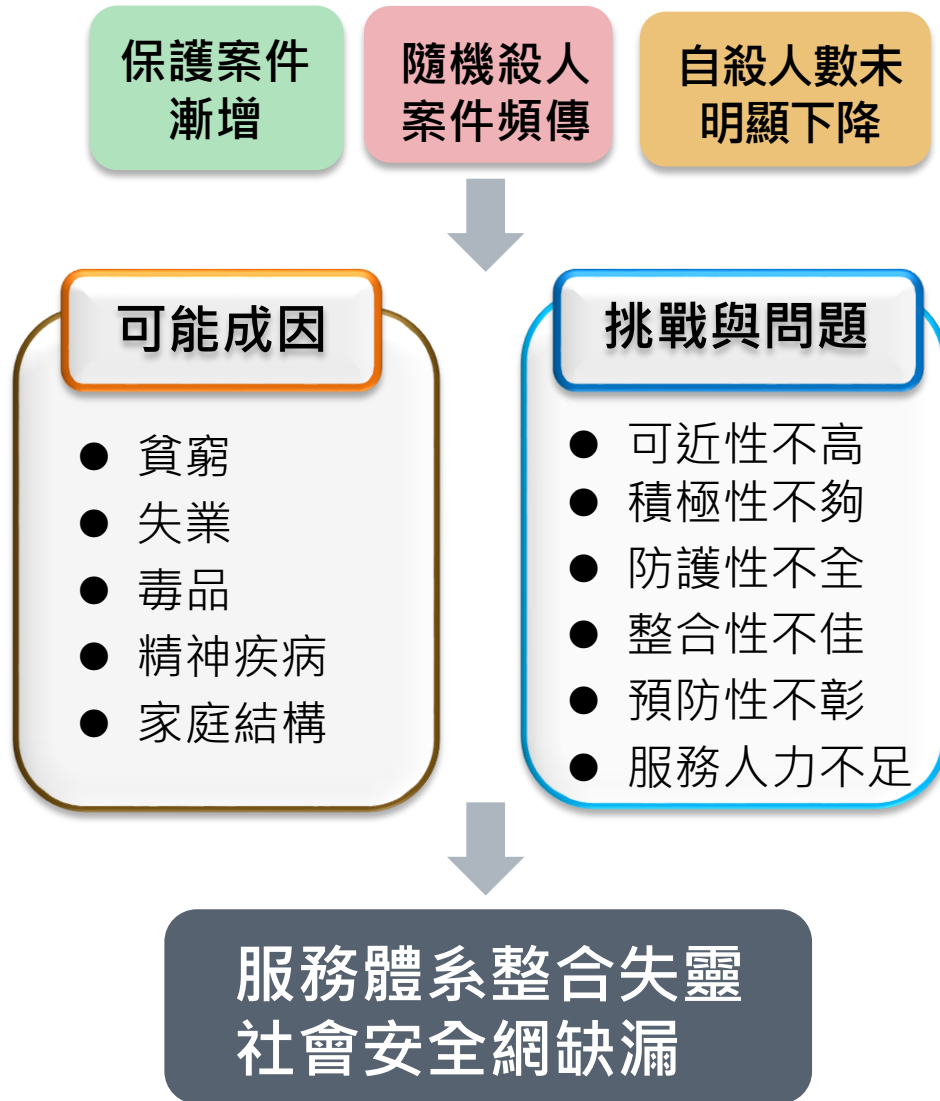 保護案件
漸增
隨機殺人
案件頻傳
自殺人數未
明顯下降
可能成因
● 貧窮
● 失業
● 毒品
● 精神疾病
● 家庭結構
挑戰與問題
● 可近性不高
● 積極性不夠
● 防護性不全
● 整合性不佳
● 預防性不彰
● 服務人力不足
服務體系整合失靈
社會安全網缺漏